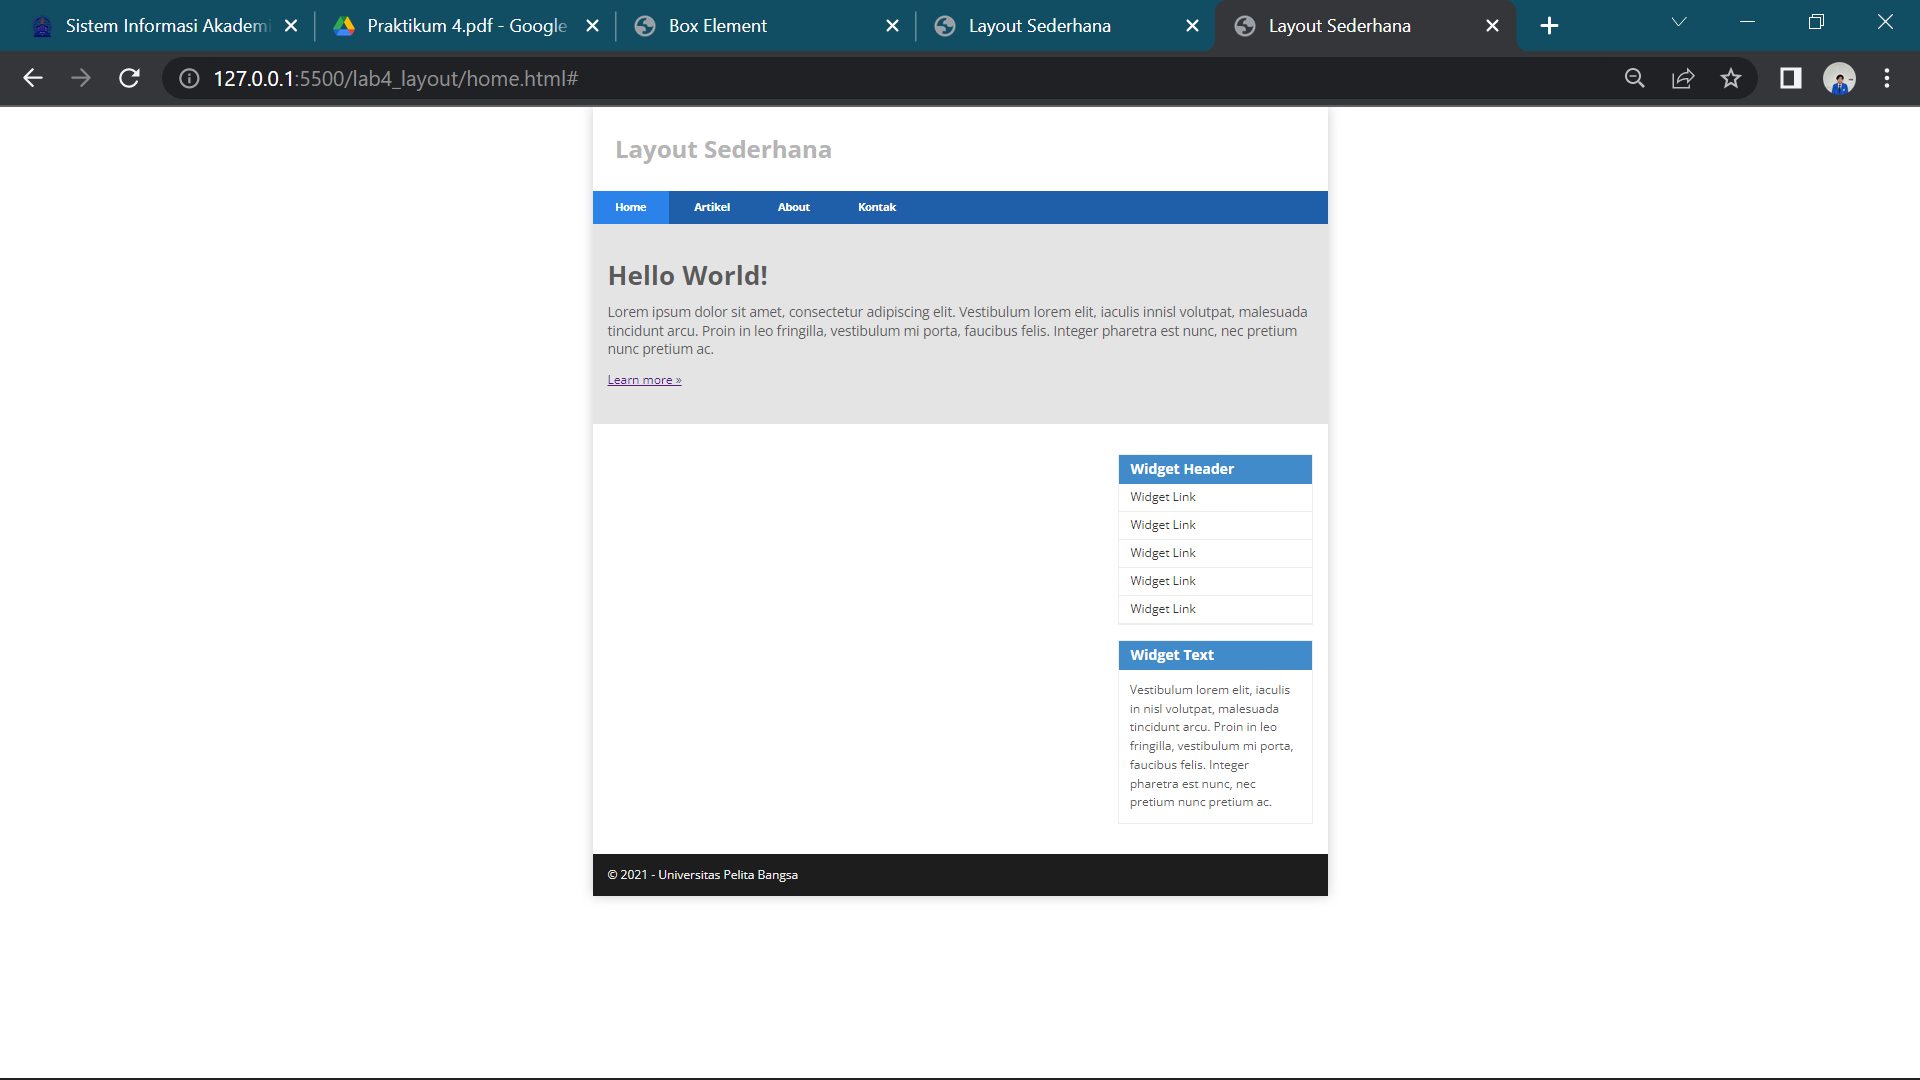 Sistem Informasi Akademi
Praktikum 4.pdf - Google
Box Element
Layout Sederhana
Layout Sederhana
127.0.0.1:5500/lab4_layout/home.html#
Layout Sederhana
Home
Artikel
About
Kontak
Hello World!
Lorem ipsum dolor sit amet, consectetur adipiscing elit. Vestibulum lorem elit, iaculis innisl volutpat, malesuada
tincidunt arcu. Proin in leo fringilla, vestibulum mi porta, faucibus felis. Integer pharetra est nunc, nec pretium
nunc pretium ac.
Learn more »
Widget Header
Widget Link
Widget Link
Widget Link
Widget Link
Widget Link
Widget Text
Vestibulum lorem elit, iaculis
in nisl volutpat, malesuada
tincidunt arcu. Proin in leo
fringilla, vestibulum mi porta,
faucibus felis. Integer
pharetra est nunc, nec
pretium nunc pretium ac.
© 2021 - Universitas Pelita Bangsa